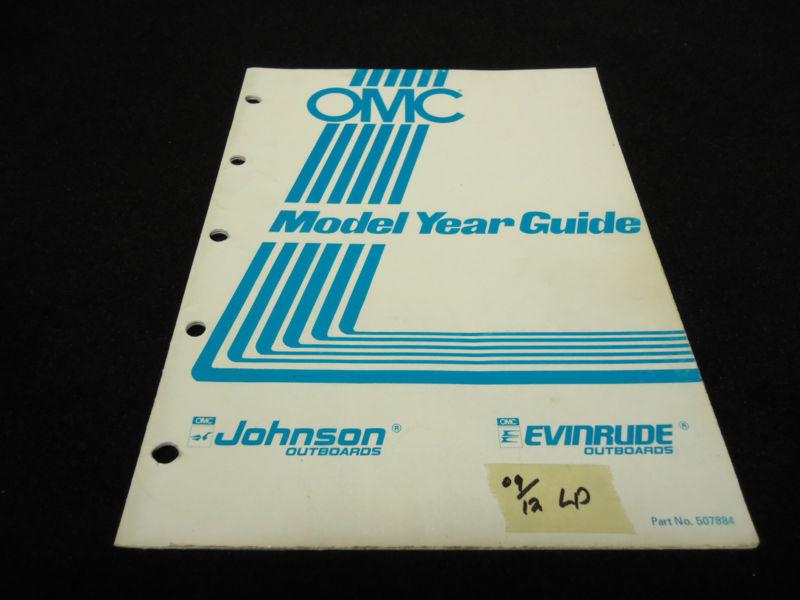 OMC®
Model Year Guide
OMC
Johnson®
OUTBOARDS
OMC
EVINRUDE®
OUTBOARDS
09/12 LD
Part No. 507884